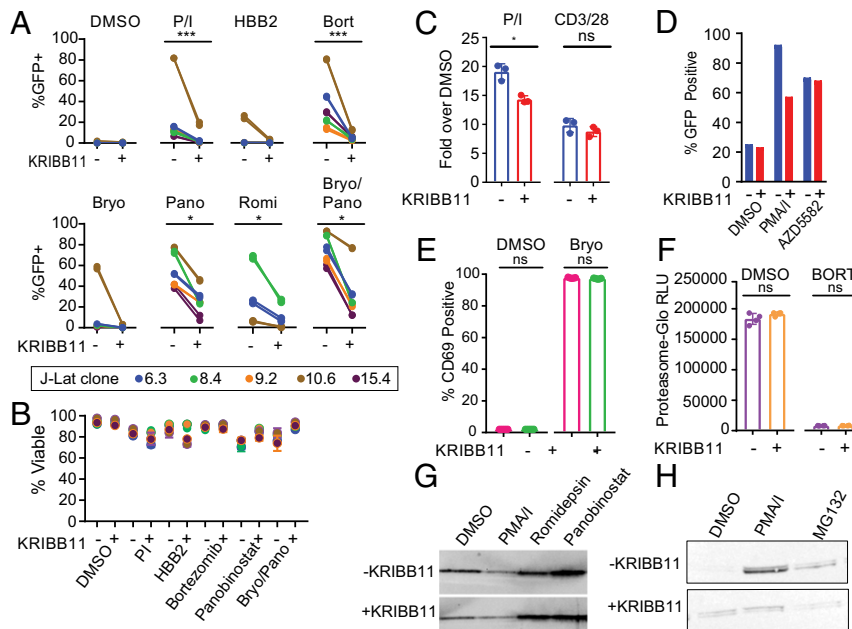 A
DMSO P/I HBB2 Bort
*** ***
%GFP+
100
80
60
40
20
0
- + - + - + - +
KRIBB11
Bryo Pano Romi Bryo/
Pano
* * *
%GFP+
100
80
60
40
20
0
- + - + - + - +
KRIBB11
J-Lat clone 6.3 8.4 9.2 10.6 15.4
B
% Viable
100
80
60
40
20
0
KRIBB11 - + - + - + - + - + - +
DMSO
PI
HBB2
Bortezomib
Panobinostat
Bryo/Pano
C
P/I CD3/28
* ns
Fold over DMSO
25
20
15
10
5
0
KRIBB11 - + - +
D
% GFP Positive
100
80
60
40
20
0
KRIBB11 - + - + - +
DMSO
PMA/I
AZD5582
E
DMSO Bryo
ns ns
% CD69 Positive
100
80
60
40
20
0
KRIBB11 - + - +
F
DMSO BORT
ns ns
Proteasome-Glo RLU
250000
200000
150000
100000
50000
0
KRIBB11 - + - +
G
DMSO
PMA/I
Romidepsin
Panobinostat
-KRIBB11
+KRIBB11
H
DMSO
PMA/I
MG132
-KRIBB11
+KRIBB11